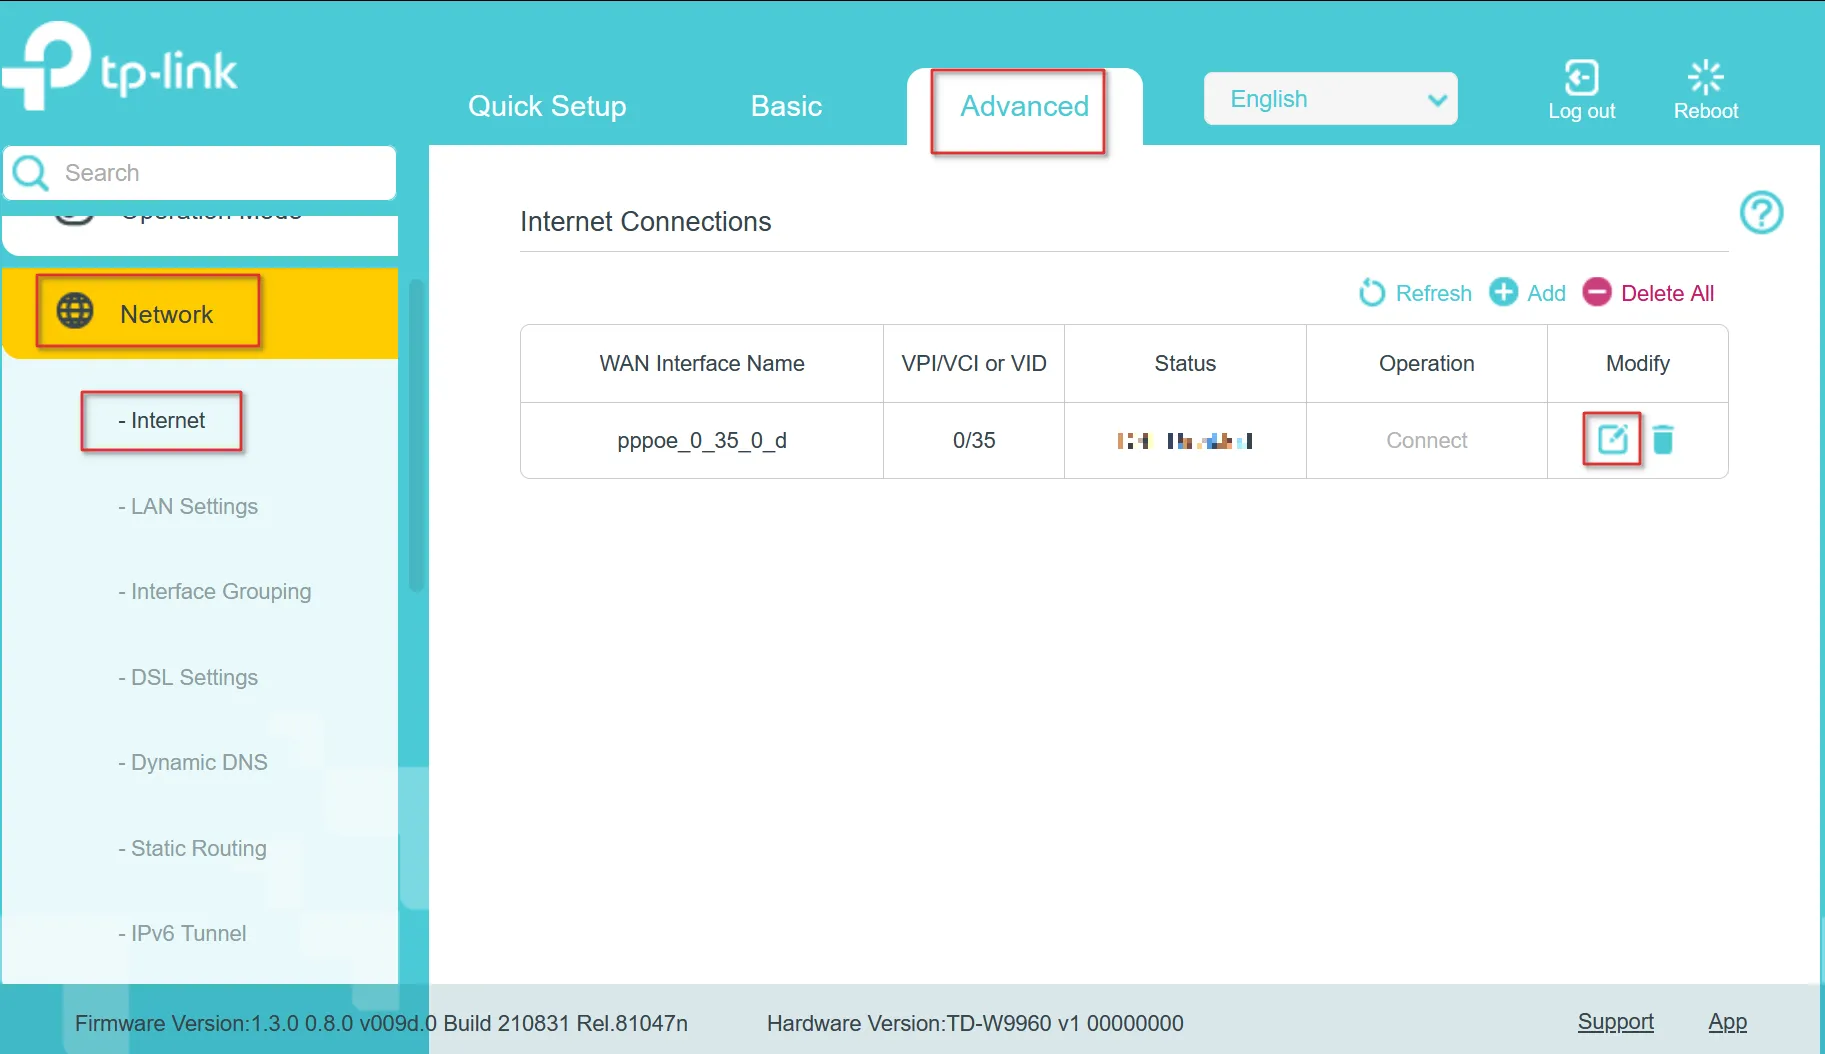 tp-link
Quick Setup
Basic
Advanced
English
Log out
Reboot
Search
Operation Mode
Network
- Internet
- LAN Settings
- Interface Grouping
- DSL Settings
- Dynamic DNS
- Static Routing
- IPv6 Tunnel
Internet Connections
Refresh Add Delete All
WAN Interface Name VPI/VCI or VID Status Operation Modify
pppoe_0_35_0_d 0/35 Connect
Firmware Version:1.3.0 0.8.0 v009d.0 Build 210831 Rel.81047n Hardware Version:TD-W9960 v1 00000000 Support App